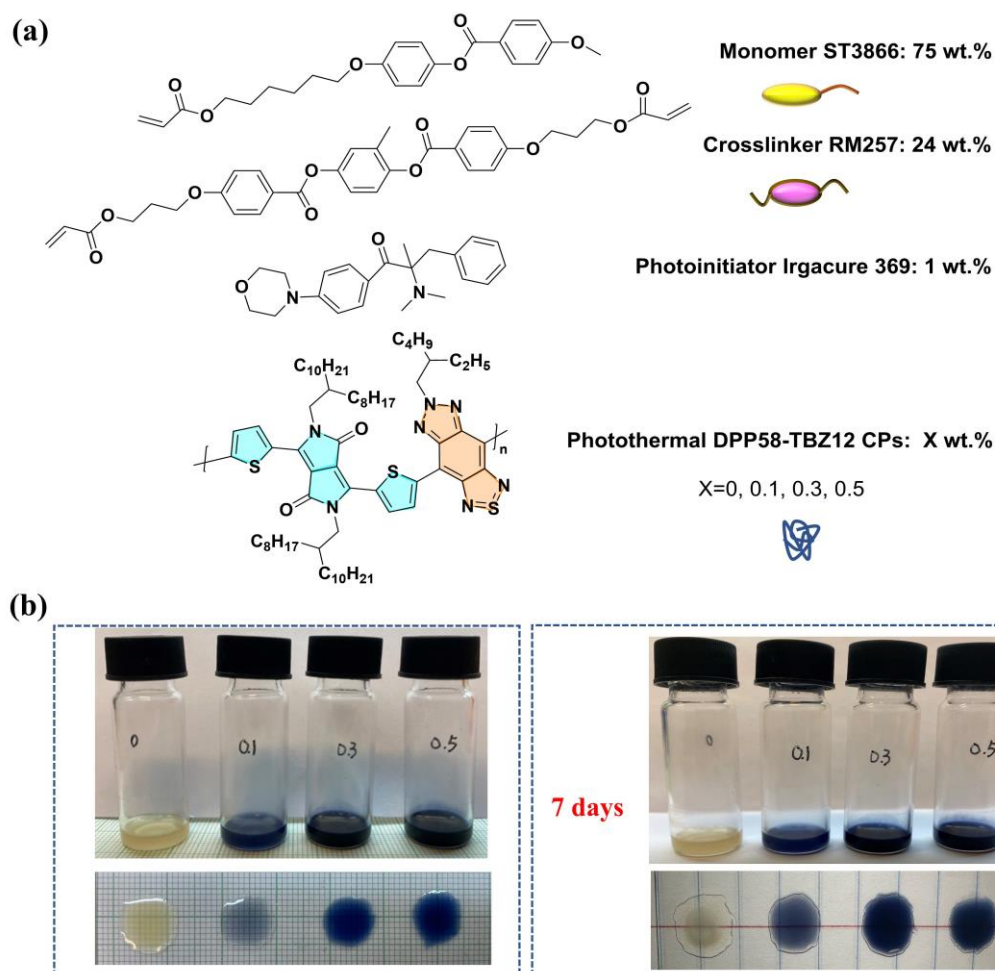 (a)
O
O
O
O
O
O
Monomer ST3866: 75 wt.%
O
O
O
O
O
O
O
O
O
O
Crosslinker RM257: 24 wt.%
O
O
N
N
Photoinitiator Irgacure 369: 1 wt.%
C4H9
C2H5
C10H21
C8H17
N
N
N
N
O
S
n
S
O
N
N
S
N
C8H17
C10H21
Photothermal DPP58-TBZ12 CPs: X wt.%
X=0, 0.1, 0.3, 0.5
(b)
0
0.1
0.3
0.5
7 days
0
0.1
0.3
0.5